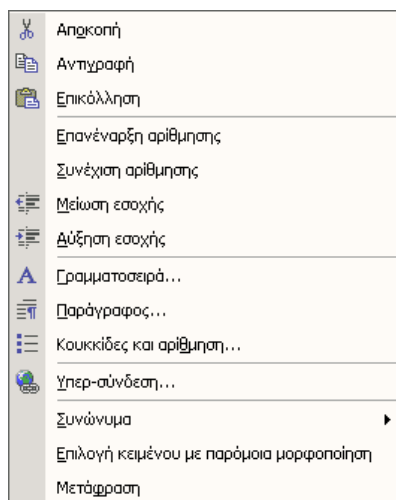 Αποκοπή
Αντιγραφή
Επικόλληση
Επανέναρξη αρίθμησης
Συνέχιση αρίθμησης
Μείωση εσοχής
Αύξηση εσοχής
Γραμματοσειρά...
Παράγραφος...
Κουκκίδες και αρίθμηση...
Υπερ-σύνδεση...
Συνώνυμα
Επιλογή κειμένου με παρόμοια μορφοποίηση
Μετάφραση